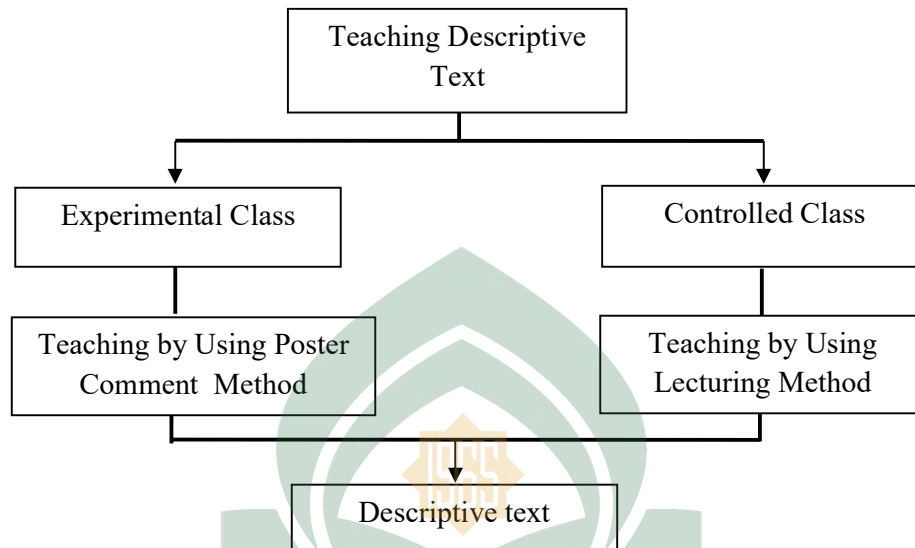 Teaching Descriptive
Text
Experimental Class
Controlled Class
Teaching by Using Poster
Comment Method
Teaching by Using
Lecturing Method
Descriptive text